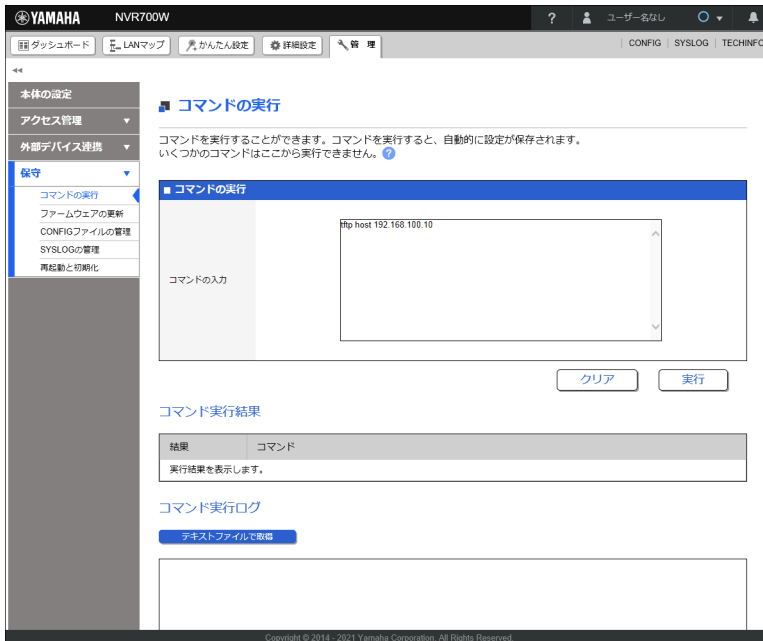 YAMAHA NVR700W ? ユーザー名なし
ダッシュボード LANマップ かんたん設定 詳細設定 管 理 CONFIG SYSLOG TECHINFO
本体の設定
アクセス管理
外部デバイス連携
保守
コマンドの実行
ファームウェアの更新
CONFIGファイルの管理
SYSLOGの管理
再起動と初期化
コマンドの実行
コマンドを実行することができます。コマンドを実行すると、自動的に設定が保存されます。
いくつかのコマンドはここから実行できません。?
コマンドの実行
コマンドの入力
tftp host 192.168.100.10
クリア 実行
コマンド実行結果
結果 コマンド
実行結果を表示します。
コマンド実行ログ
テキストファイルで取得
Copyright © 2014 - 2021 Yamaha Corporation. All Rights Reserved.